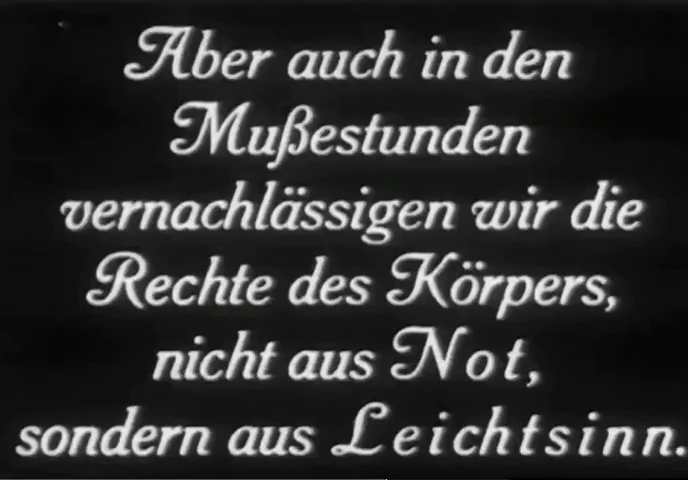 Aber auch in den
Mußestunden
vernachlässigen wir die
Rechte des Körpers,
nicht aus Not,
sondern aus Leichtsinn.